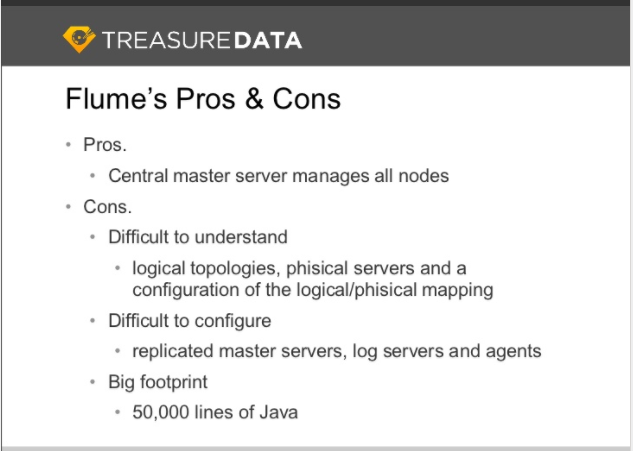 TREASURE DATA
Flume's Pros & Cons
• Pros.
• Central master server manages all nodes
• Cons.
• Difficult to understand
• logical topologies, phisical servers and a
configuration of the logical/phisical mapping
• Difficult to configure
• replicated master servers, log servers and agents
• Big footprint
• 50,000 lines of Java